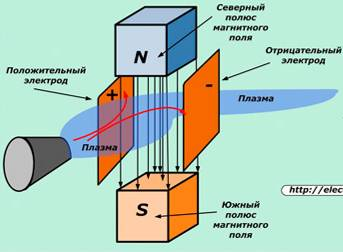 Северный
полюс
магнитного
поля
N
Отрицательный
электрод
Положительный
электрод
+
-
Плазма
Плазма
http://elec
S
Южный
полюс
магнитного
поля